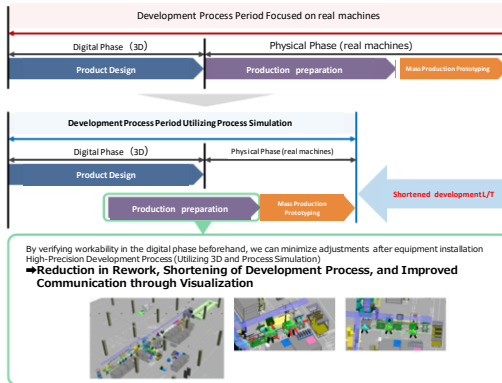 Development Process Period Focused on real machines
Digital Phase (3D)
Physical Phase (real machines)
Product Design
Production preparation
Mass Production Prototyping
Development Process Period Utilizing Process Simulation
Digital Phase (3D)
Physical Phase (real machines)
Product Design
Shortened development L/T
Production preparation
Mass Production
Prototyping
By verifying workability in the digital phase beforehand, we can minimize adjustments after equipment installation
High-Precision Development Process (Utilizing 3D and Process Simulation)
➡Reduction in Rework, Shortening of Development Process, and Improved
Communication through Visualization